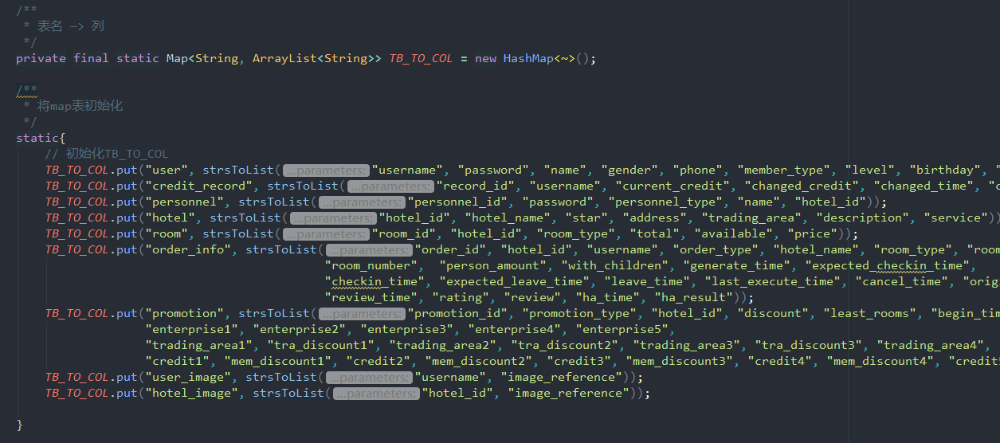 /**
 * 表名 —> 列
 */
private final static Map<String, ArrayList<String>> TB_TO_COL = new HashMap<~>();
/**
 * 将map表初始化
 */
static{
// 初始化TB_TO_COL
TB_TO_COL.put("user", strsToList( ...parameters: "username", "password", "name", "gender", "phone", "member_type", "level", "birthday", "
TB_TO_COL.put("credit_record", strsToList( ...parameters: "record_id", "username", "current_credit", "changed_credit", "changed_time", "c
TB_TO_COL.put("personnel", strsToList( ...parameters: "personnel_id", "password", "personnel_type", "name", "hotel_id"));
TB_TO_COL.put("hotel", strsToList( ...parameters: "hotel_id", "hotel_name", "star", "address", "trading_area", "description", "service"))
TB_TO_COL.put("room", strsToList( ...parameters: "room_id", "hotel_id", "room_type", "total", "available", "price"));
TB_TO_COL.put("order_info", strsToList( ...parameters: "order_id", "hotel_id", "username", "order_type", "hotel_name", "room_type", "room
"room_number", "person_amount", "with_children", "generate_time", "expected_checkin_time",
"checkin_time", "expected_leave_time", "leave_time", "last_execute_time", "cancel_time", "orig
"review_time", "rating", "review", "ha_time", "ha_result"));
TB_TO_COL.put("promotion", strsToList( ...parameters: "promotion_id", "promotion_type", "hotel_id", "discount", "least_rooms", "begin_tim
"enterprise1", "enterprise2", "enterprise3", "enterprise4", "enterprise5",
"trading_area1", "tra_discount1", "trading_area2", "tra_discount2", "trading_area3", "tra_discount3", "trading_area4",
"credit1", "mem_discount1", "credit2", "mem_discount2", "credit3", "mem_discount3", "credit4", "mem_discount4", "credit5
TB_TO_COL.put("user_image", strsToList( ...parameters: "username", "image_reference"));
TB_TO_COL.put("hotel_image", strsToList( ...parameters: "hotel_id", "image_reference"));
}